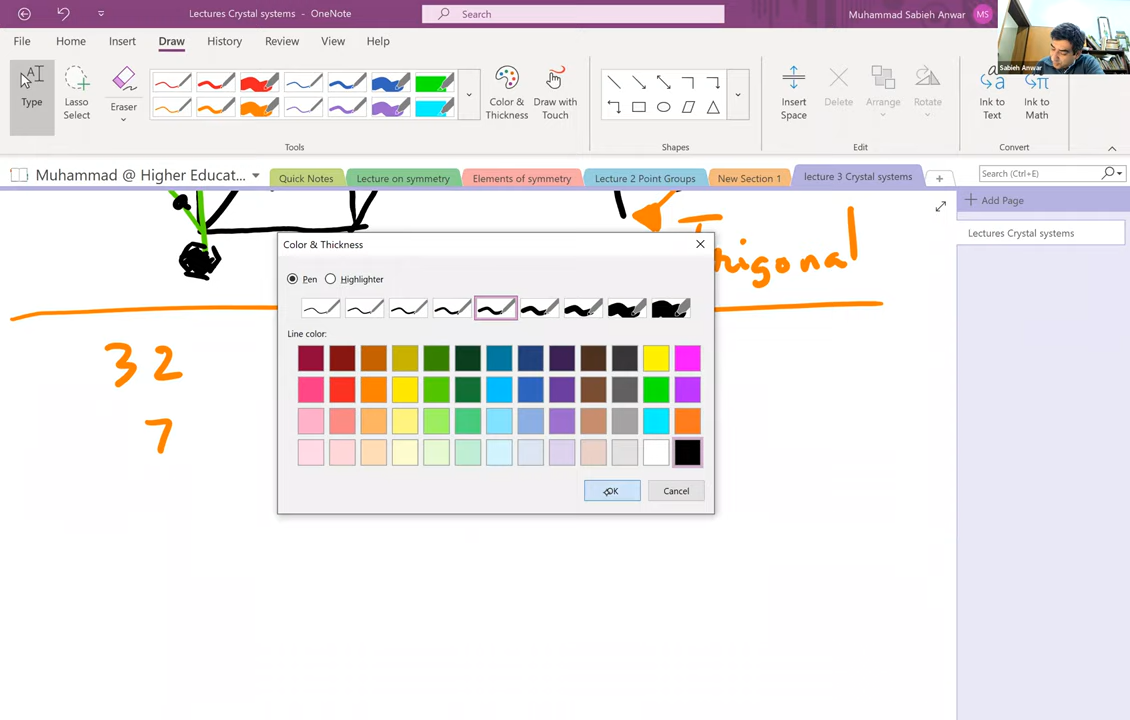 Lectures Crystal systems - OneNote
Search
Muhammad Sabieh Anwar
MS
Sabieh Anwar
File
Home
Insert
Draw
History
Review
View
Help
Type
Lasso Select
Eraser
Color & Thickness
Draw with Touch
Insert Space
Delete
Arrange
Rotate
Ink to Text
Ink to Math
Tools
Shapes
Edit
Convert
Muhammad @ Higher Educat...
Quick Notes
Lecture on symmetry
Elements of symmetry
Lecture 2 Point Groups
New Section 1
lecture 3 Crystal systems
Search (Ctrl+E)
Add Page
Lectures Crystal systems
Color & Thickness
Pen
Highlighter
Line color:
OK
Cancel
Trigonal
32
7